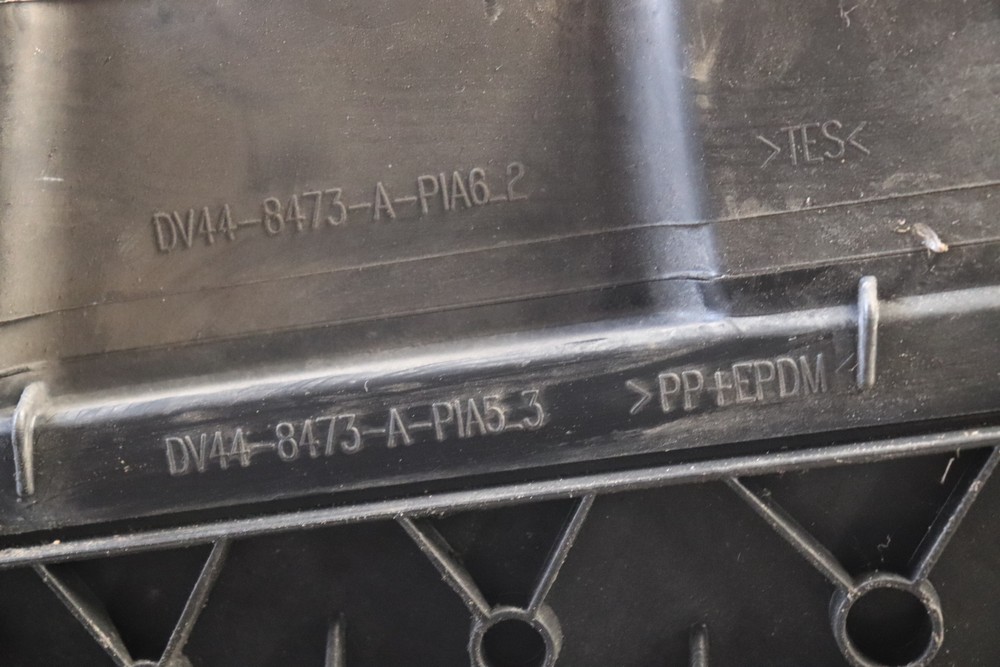 >TES<
DV44-8473-A-PIA6_2
>PP+EPDM<
DV44-8473-A-PIA5_3